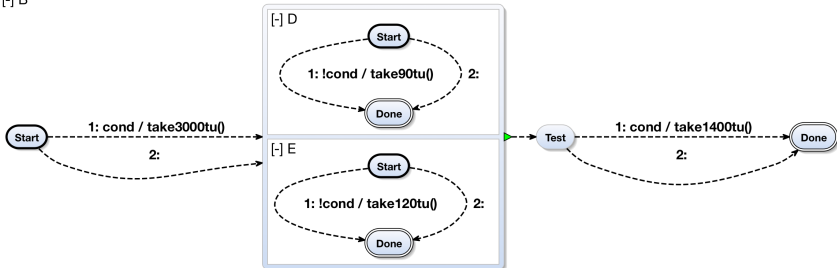 [-] B
[-] D
Start
1: !cond / take90tu()
2:
Done
Start
1: cond / take3000tu()
2:
[-] E
Start
1: !cond / take120tu()
2:
Done
Test
1: cond / take1400tu()
2:
Done